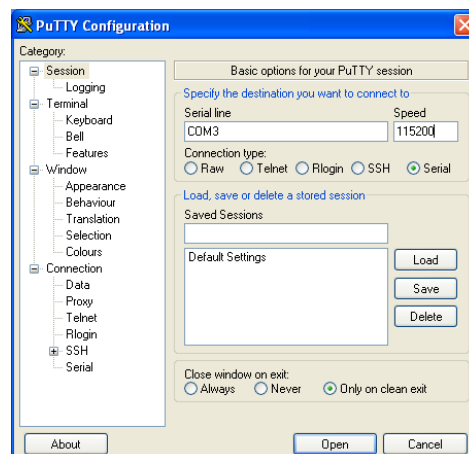 PuTTY Configuration
Category:
Session
Logging
Terminal
Keyboard
Bell
Features
Window
Appearance
Behaviour
Translation
Selection
Colours
Connection
Data
Proxy
Telnet
Rlogin
SSH
Serial
Basic options for your PuTTY session
Specify the destination you want to connect to
Serial line Speed
COM3 115200
Connection type:
Raw Telnet Rlogin SSH Serial
Load, save or delete a stored session
Saved Sessions
Default Settings
Load
Save
Delete
Close window on exit:
Always Never Only on clean exit
About Open Cancel